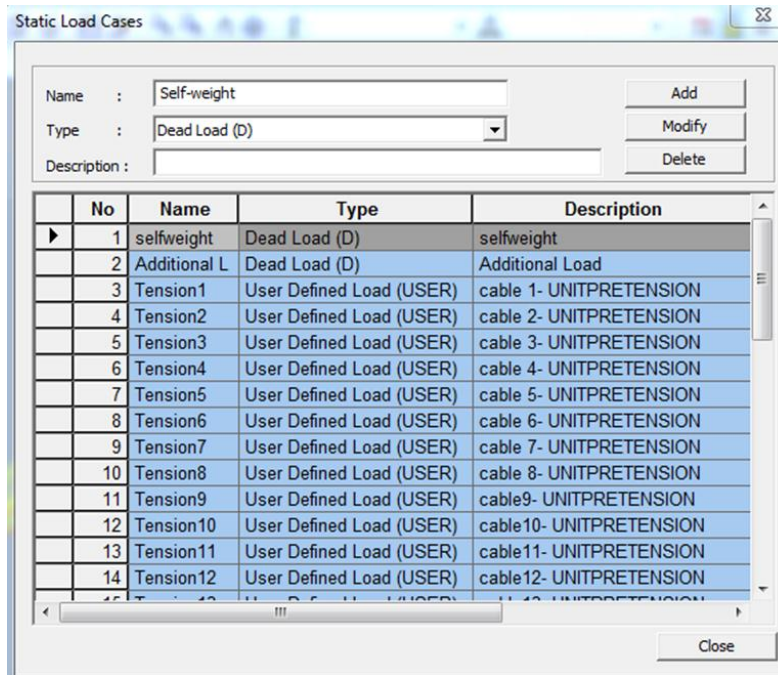 Static Load Cases
Name : Self-weight Add
Type : Dead Load (D) Modify
Description : Delete
No Name Type Description
1 selfweight Dead Load (D) selfweight
2 Additional L Dead Load (D) Additional Load
3 Tension1 User Defined Load (USER) cable 1- UNITPRETENSION
4 Tension2 User Defined Load (USER) cable 2- UNITPRETENSION
5 Tension3 User Defined Load (USER) cable 3- UNITPRETENSION
6 Tension4 User Defined Load (USER) cable 4- UNITPRETENSION
7 Tension5 User Defined Load (USER) cable 5- UNITPRETENSION
8 Tension6 User Defined Load (USER) cable 6- UNITPRETENSION
9 Tension7 User Defined Load (USER) cable 7- UNITPRETENSION
10 Tension8 User Defined Load (USER) cable 8- UNITPRETENSION
11 Tension9 User Defined Load (USER) cable9- UNITPRETENSION
12 Tension10 User Defined Load (USER) cable10- UNITPRETENSION
13 Tension11 User Defined Load (USER) cable11- UNITPRETENSION
14 Tension12 User Defined Load (USER) cable12- UNITPRETENSION
Close